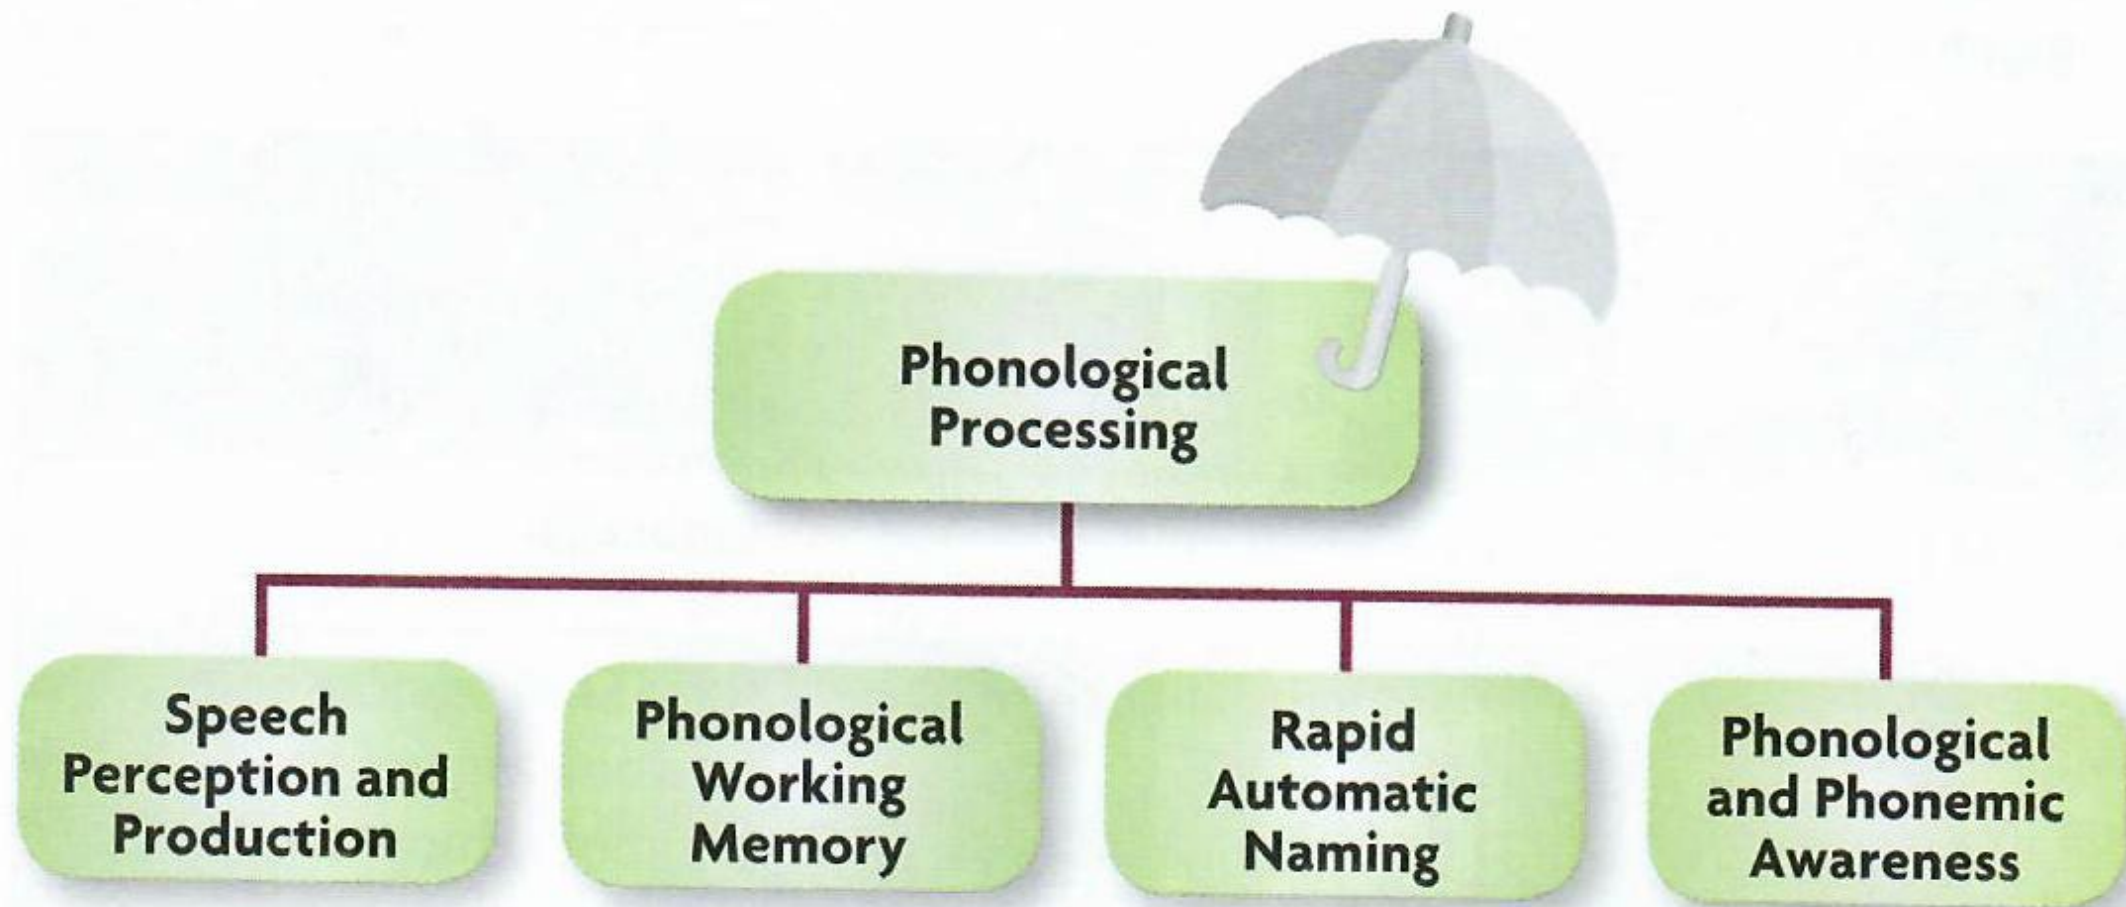 Phonological
Processing
Speech
Perception and
Production
Phonological
Working
Memory
Rapid
Automatic
Naming
Phonological
and Phonemic
Awareness